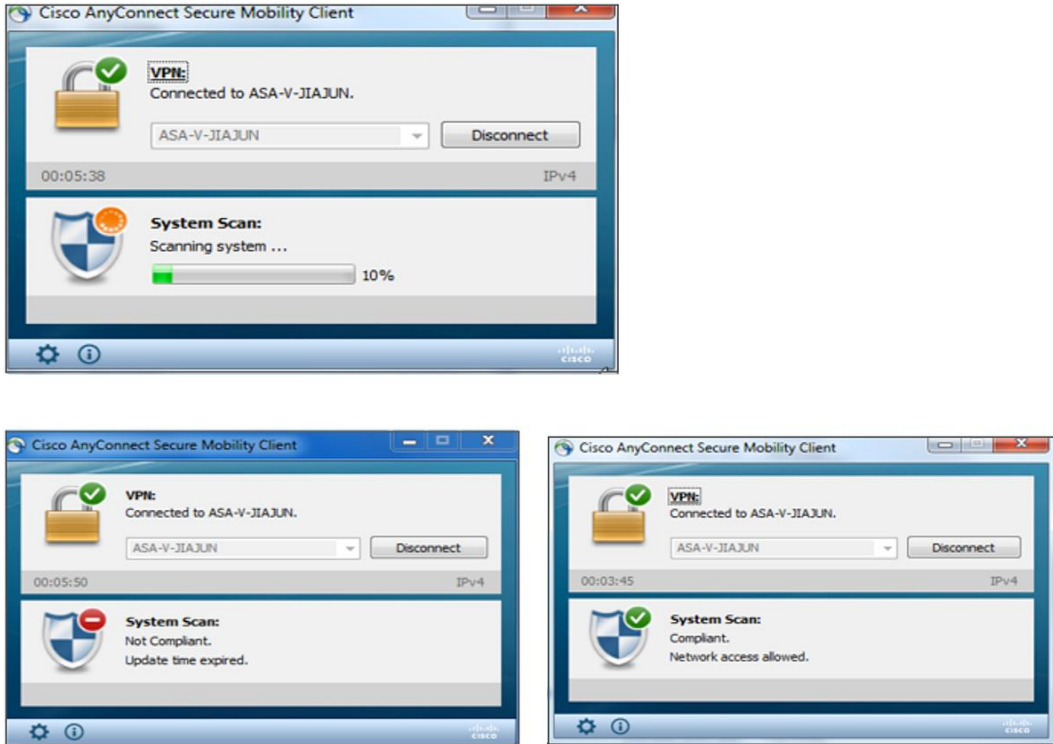 Cisco AnyConnect Secure Mobility Client
VPN:
Connected to ASA-V-JIAJUN.
ASA-V-JIAJUN
Disconnect
00:05:38
IPv4
System Scan:
Scanning system ...
10%
CISCO
Cisco AnyConnect Secure Mobility Client
VPN:
Connected to ASA-V-JIAJUN.
ASA-V-JIAJUN
Disconnect
00:05:50
IPv4
System Scan:
Not Compliant.
Update time expired.
CISCO
Cisco AnyConnect Secure Mobility Client
VPN:
Connected to ASA-V-JIAJUN.
ASA-V-JIAJUN
Disconnect
00:03:45
IPv4
System Scan:
Compliant.
Network access allowed.
CISCO